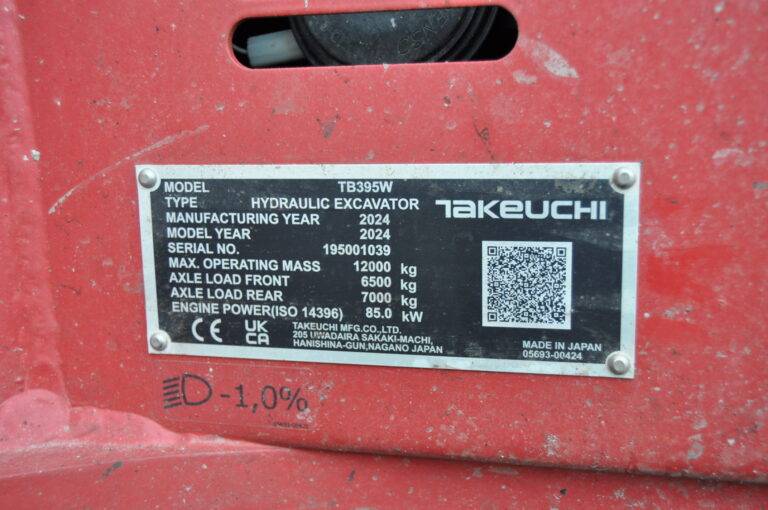 MODEL TB395W
TYPE HYDRAULIC EXCAVATOR
TAKEUCHI
MANUFACTURING YEAR 2024
MODEL YEAR 2024
SERIAL NO. 195001039
MAX. OPERATING MASS 12000 kg
AXLE LOAD FRONT 6500 kg
AXLE LOAD REAR 7000 kg
ENGINE POWER(ISO 14396) 85.0 kW
CE UK CA
TAKEUCHI MFG.CO.,LTD.
205 UWADAIRA SAKAKI-MACHI,
HANISHINA-GUN,NAGANO JAPAN
MADE IN JAPAN
05693-00424
-1,0%